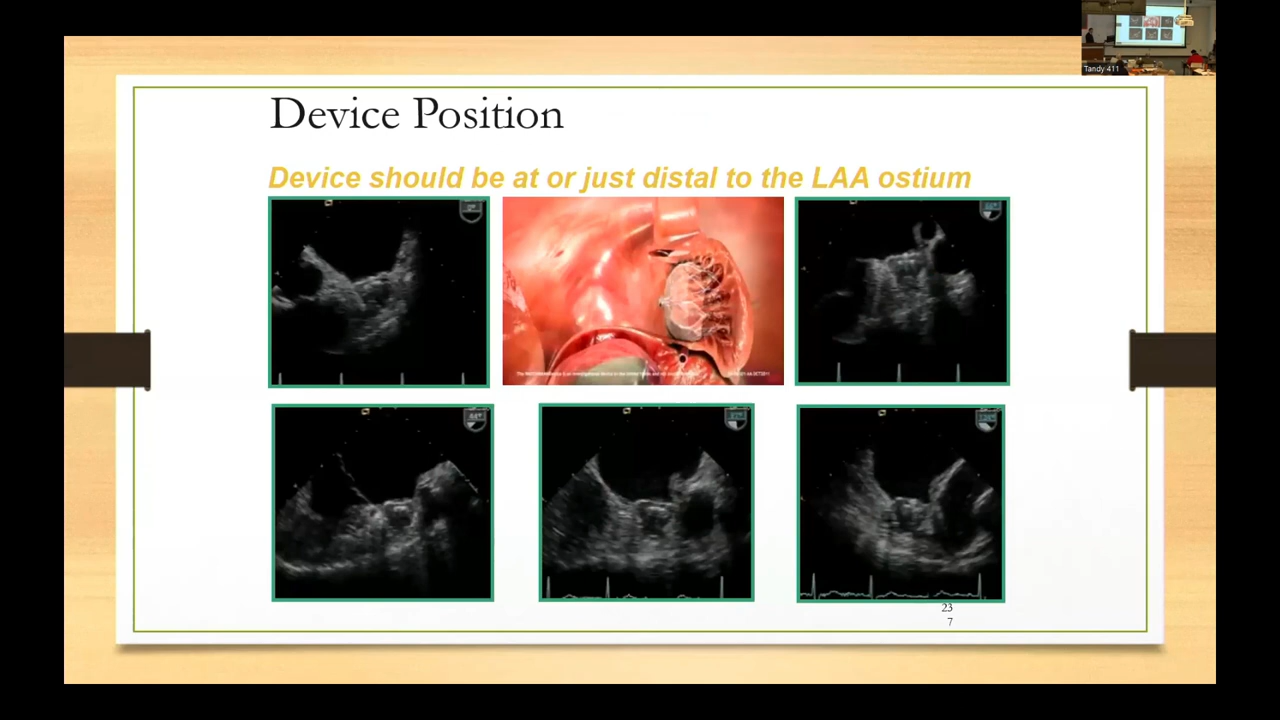 Tandy 411
Device Position
Device should be at or just distal to the LAA ostium
23
7